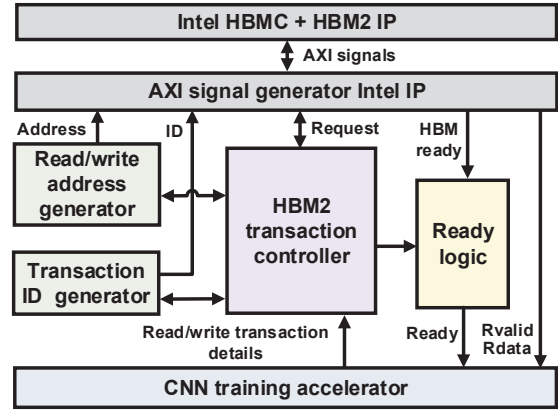 Intel HBMC + HBM2 IP
AXI signals
AXI signal generator Intel IP
Address
ID
Request
HBM
ready
Read/write
address
generator
HBM2
transaction
controller
Ready
logic
Transaction
ID generator
Read/write transaction
details
Ready
Rvalid
Rdata
CNN training accelerator